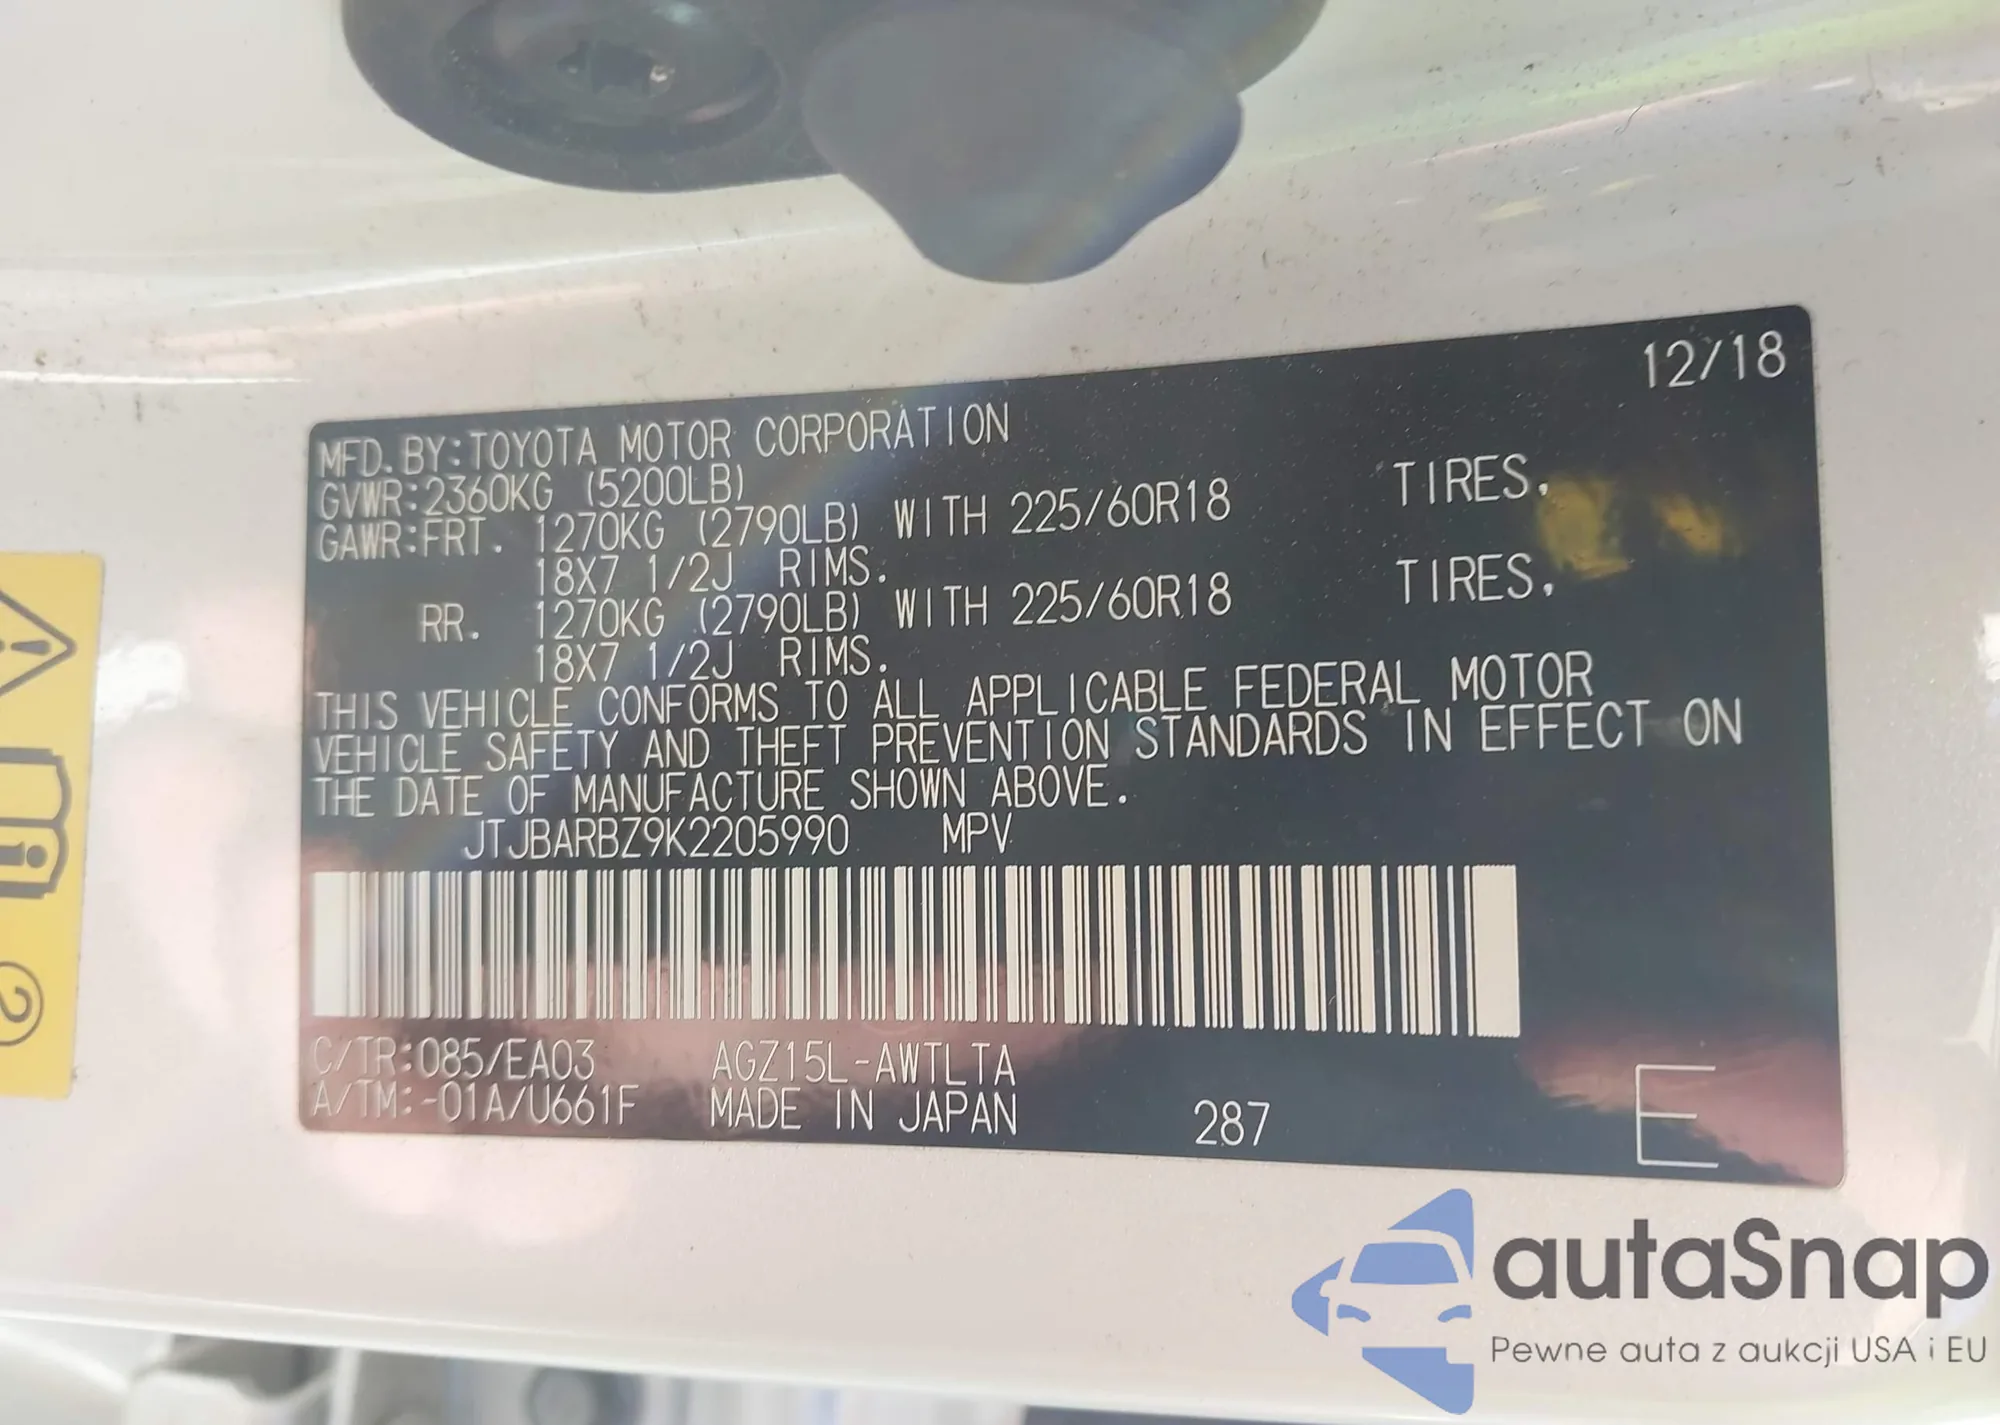 12/18
MFD.BY:TOYOTA MOTOR CORPORATION
GVWR:2360KG (5200LB)
GAWR:FRT. 1270KG (2790LB) WITH 225/60R18 TIRES,
18X7 1/2J RIMS.
RR. 1270KG (2790LB) WITH 225/60R18 TIRES,
18X7 1/2J RIMS.
THIS VEHICLE CONFORMS TO ALL APPLICABLE FEDERAL MOTOR
VEHICLE SAFETY AND THEFT PREVENTION STANDARDS IN EFFECT ON
THE DATE OF MANUFACTURE SHOWN ABOVE.
JTJBARBZ9K2205990 MPV
C/TR:085/EA03 AGZ15L-AWTLTA
A/TM:-01A/U661F MADE IN JAPAN 287 E
2
autaSnap
Pewne auta z aukcji USA i EU